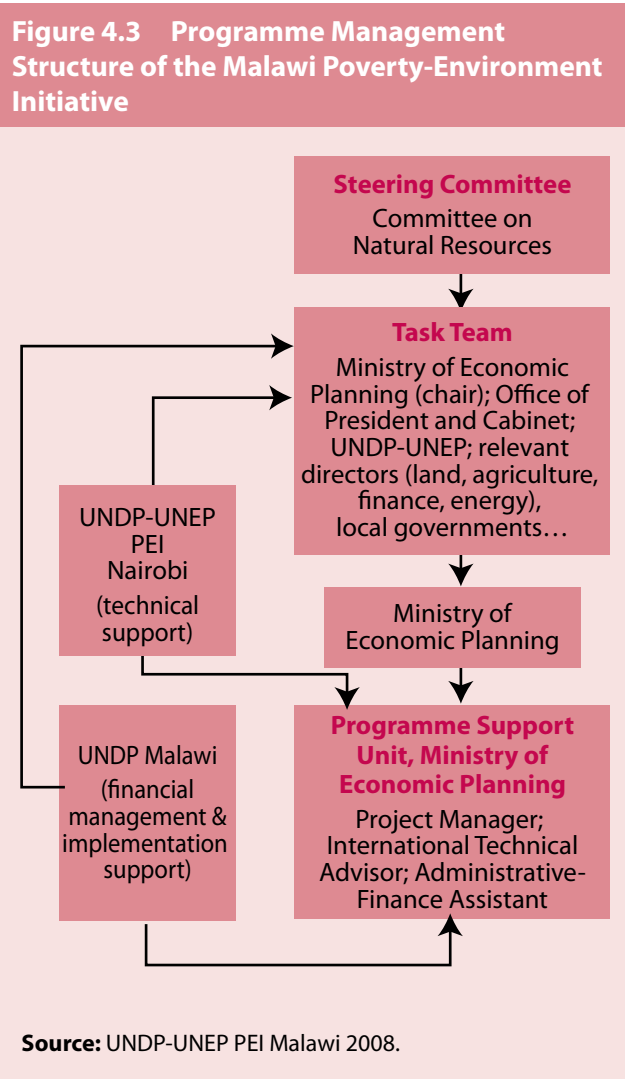 Figure 4.3 Programme Management
Structure of the Malawi Poverty-Environment
Initiative
Steering Committee
Committee on
Natural Resources
Task Team
Ministry of Economic
Planning (chair); Office of
President and Cabinet;
UNDP-UNEP; relevant
directors (land, agriculture,
finance, energy),
local governments…
UNDP-UNEP
PEI
Nairobi
(technical
support)
Ministry of
Economic Planning
UNDP Malawi
(financial
management &
implementation
support)
Programme Support
Unit, Ministry of
Economic Planning
Project Manager;
International Technical
Advisor; Administrative-
Finance Assistant
Source: UNDP-UNEP PEI Malawi 2008.